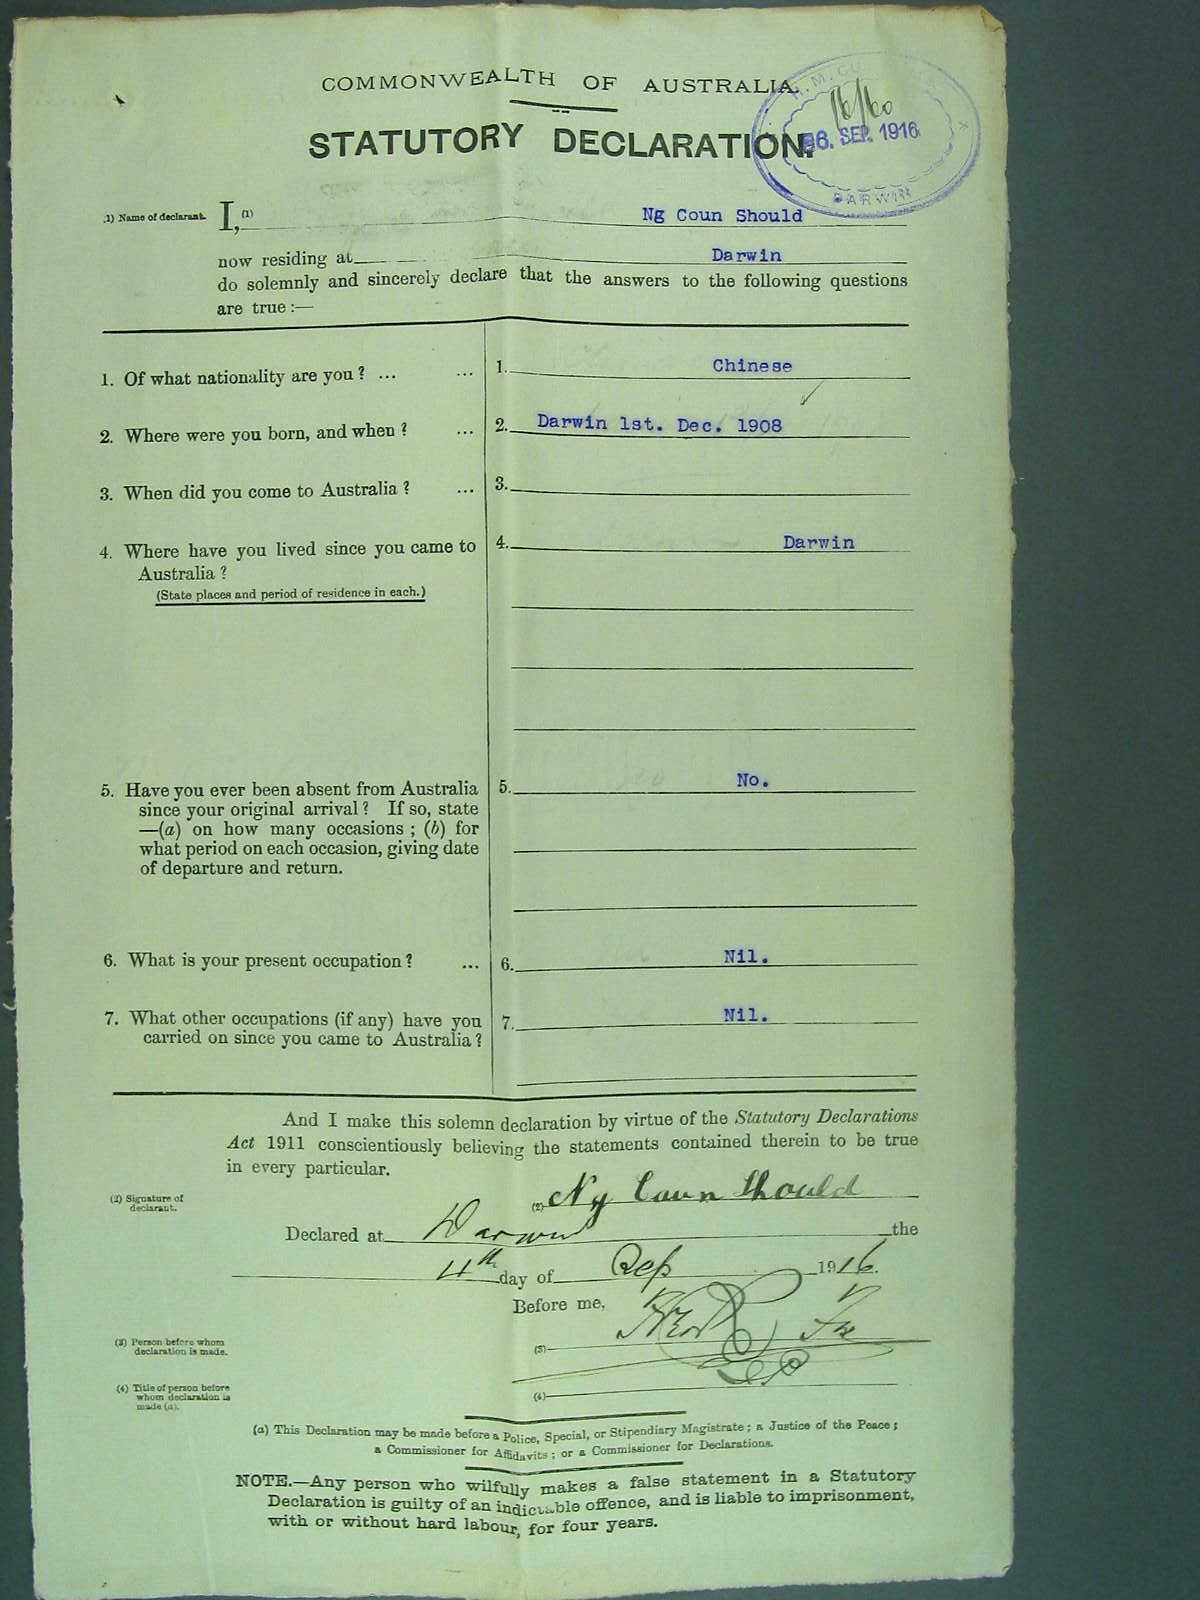 COMMONWEALTH OF AUSTRALIA.
STATUTORY DECLARATION.
H.M. CU
16/60
6. SEP. 1916
DARWIN
(1) Name of declarant. I, (1) Ng Coun Should
now residing at Darwin
do solemnly and sincerely declare that the answers to the following questions
are true :—
1. Of what nationality are you ? ... ... 1. Chinese
2. Where were you born, and when ? ... 2. Darwin 1st. Dec. 1908
3. When did you come to Australia ? ... 3.
4. Where have you lived since you came to 4. Darwin
Australia ?
(State places and period of residence in each.)
5. Have you ever been absent from Australia 5. No.
since your original arrival ? If so, state
—(a) on how many occasions ; (b) for
what period on each occasion, giving date
of departure and return.
6. What is your present occupation ? ... 6. Nil.
7. What other occupations (if any) have you 7. Nil.
carried on since you came to Australia ?
And I make this solemn declaration by virtue of the Statutory Declarations
Act 1911 conscientiously believing the statements contained therein to be true
in every particular.
(2) Signature of
declarant.
(2) Ng Coun Should
Declared at Darwin the
4th day of Sep 1916.
Before me,
(3) Person before whom
declaration is made.
(3)
(4) Title of person before
whom declaration is
made (a).
(4)
(a) This Declaration may be made before a Police, Special, or Stipendiary Magistrate ; a Justice of the Peace ;
a Commissioner for Affidavits ; or a Commissioner for Declarations.
NOTE.—Any person who wilfully makes a false statement in a Statutory
Declaration is guilty of an indictable offence, and is liable to imprisonment,
with or without hard labour, for four years.